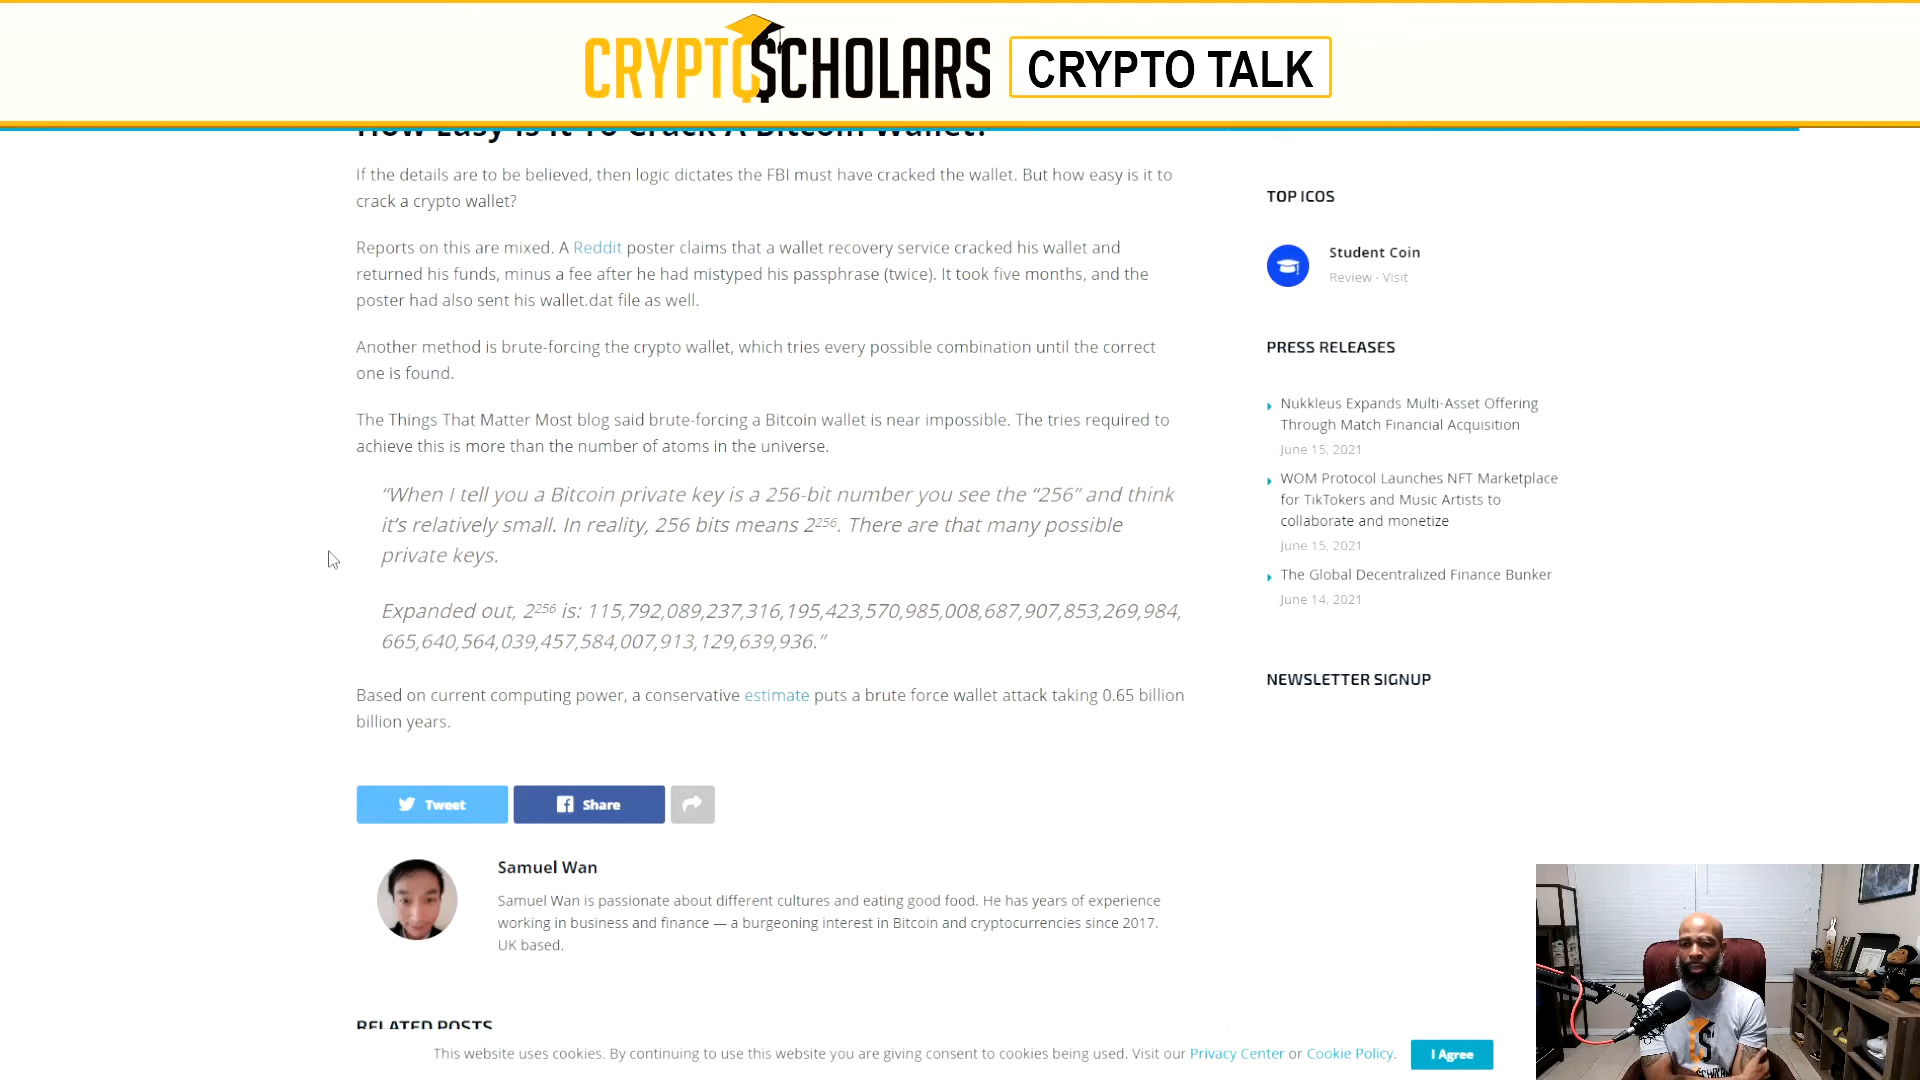 CRYPTOSCHOLARS CRYPTO TALK
How Easy Is It To Crack A Bitcoin Wallet?
If the details are to be believed, then logic dictates the FBI must have cracked the wallet. But how easy is it to
crack a crypto wallet?
Reports on this are mixed. A Reddit poster claims that a wallet recovery service cracked his wallet and
returned his funds, minus a fee after he had mistyped his passphrase (twice). It took five months, and the
poster had also sent his wallet.dat file as well.
Another method is brute-forcing the crypto wallet, which tries every possible combination until the correct
one is found.
The Things That Matter Most blog said brute-forcing a Bitcoin wallet is near impossible. The tries required to
achieve this is more than the number of atoms in the universe.
“When I tell you a Bitcoin private key is a 256-bit number you see the “256” and think
it’s relatively small. In reality, 256 bits means 2²⁵⁶. There are that many possible
private keys.
Expanded out, 2²⁵⁶ is: 115,792,089,237,316,195,423,570,985,008,687,907,853,269,984,
665,640,564,039,457,584,007,913,129,639,936.”
Based on current computing power, a conservative estimate puts a brute force wallet attack taking 0.65 billion
billion years.
Tweet
Share
Samuel Wan
Samuel Wan is passionate about different cultures and eating good food. He has years of experience
working in business and finance — a burgeoning interest in Bitcoin and cryptocurrencies since 2017.
UK based.
RELATED POSTS
TOP ICOS
Student Coin
Review · Visit
PRESS RELEASES
Nukkleus Expands Multi-Asset Offering
Through Match Financial Acquisition
June 15, 2021
WOM Protocol Launches NFT Marketplace
for TikTokers and Music Artists to
collaborate and monetize
June 15, 2021
The Global Decentralized Finance Bunker
June 14, 2021
NEWSLETTER SIGNUP
This website uses cookies. By continuing to use this website you are giving consent to cookies being used. Visit our Privacy Center or Cookie Policy.
I Agree